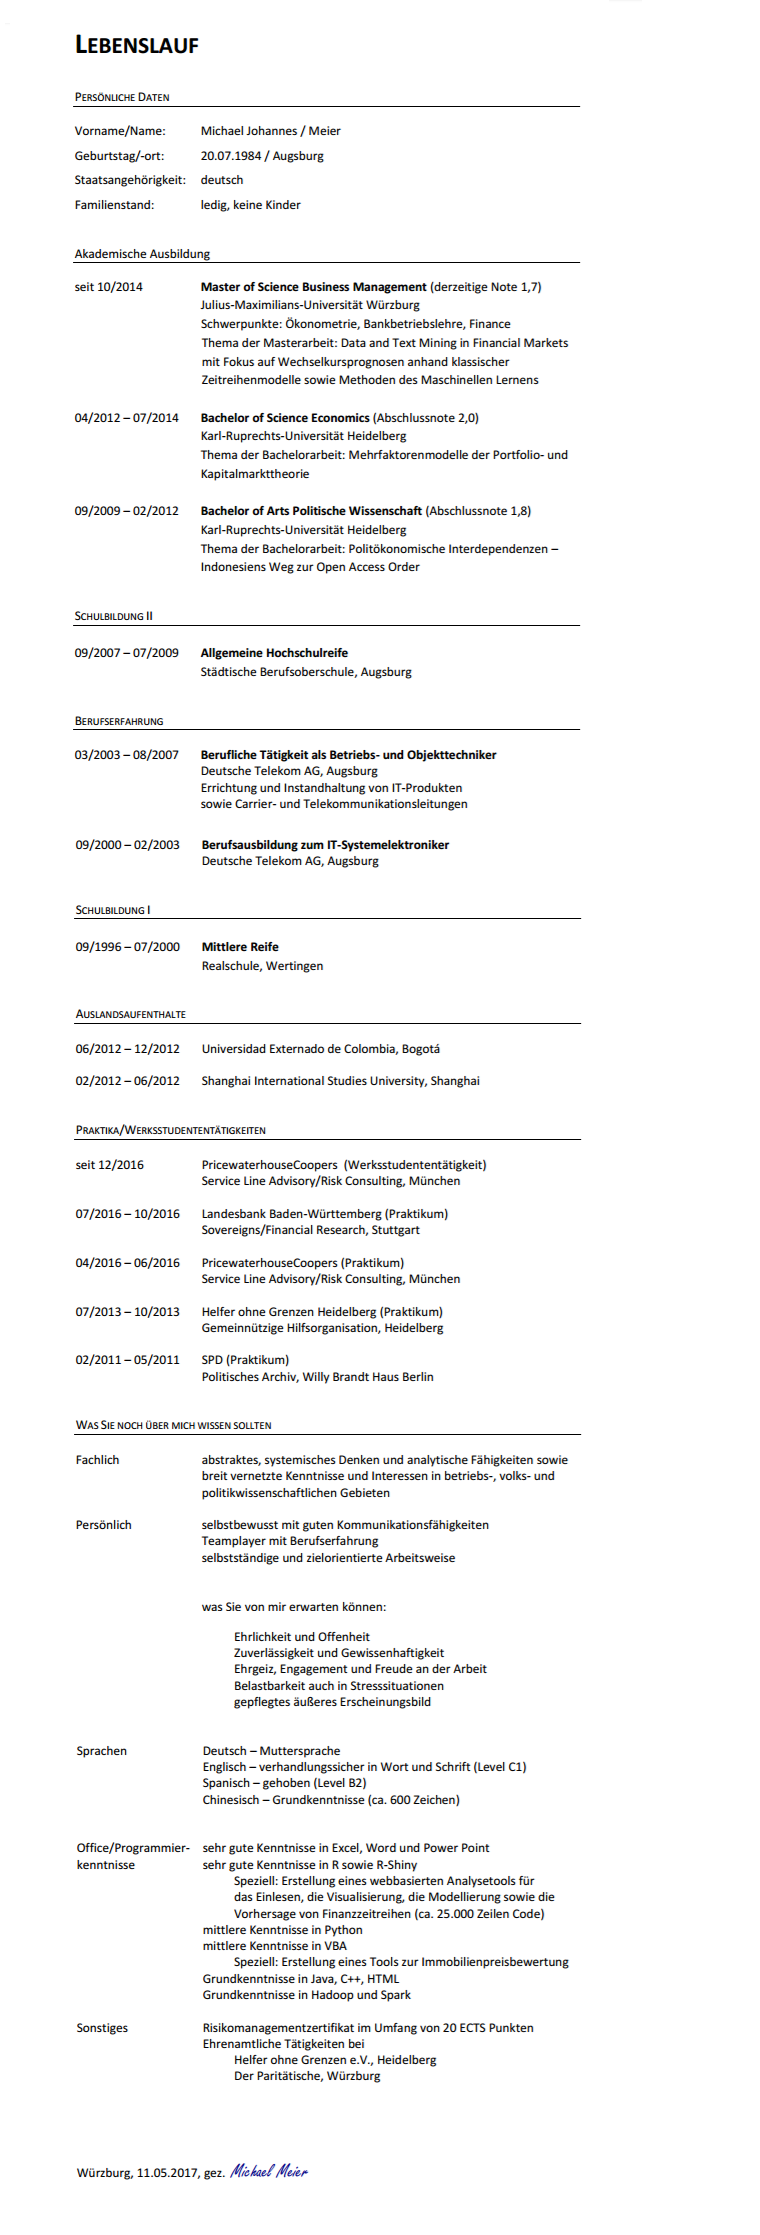 LEBENSLAUF
PERSÖNLICHE DATEN
Vorname/Name: Michael Johannes / Meier
Geburtstag/-ort: 20.07.1984 / Augsburg
Staatsangehörigkeit: deutsch
Familienstand: ledig, keine Kinder
Akademische Ausbildung
seit 10/2014 Master of Science Business Management (derzeitige Note 1,7)
Julius-Maximilians-Universität Würzburg
Schwerpunkte: Ökonometrie, Bankbetriebslehre, Finance
Thema der Masterarbeit: Data and Text Mining in Financial Markets
mit Fokus auf Wechselkursprognosen anhand klassischer
Zeitreihenmodelle sowie Methoden des Maschinellen Lernens
04/2012 – 07/2014 Bachelor of Science Economics (Abschlussnote 2,0)
Karl-Ruprechts-Universität Heidelberg
Thema der Bachelorarbeit: Mehrfaktorenmodelle der Portfolio- und
Kapitalmarkttheorie
09/2009 – 02/2012 Bachelor of Arts Politische Wissenschaft (Abschlussnote 1,8)
Karl-Ruprechts-Universität Heidelberg
Thema der Bachelorarbeit: Politökonomische Interdependenzen –
Indonesiens Weg zur Open Access Order
SCHULBILDUNG II
09/2007 – 07/2009 Allgemeine Hochschulreife
Städtische Berufsoberschule, Augsburg
BERUFSERFAHRUNG
03/2003 – 08/2007 Berufliche Tätigkeit als Betriebs- und Objekttechniker
Deutsche Telekom AG, Augsburg
Errichtung und Instandhaltung von IT-Produkten
sowie Carrier- und Telekommunikationsleitungen
09/2000 – 02/2003 Berufsausbildung zum IT-Systemelektroniker
Deutsche Telekom AG, Augsburg
SCHULBILDUNG I
09/1996 – 07/2000 Mittlere Reife
Realschule, Wertingen
AUSLANDSAUFENTHALTE
06/2012 – 12/2012 Universidad Externado de Colombia, Bogotá
02/2012 – 06/2012 Shanghai International Studies University, Shanghai
PRAKTIKA/WERKSSTUDENTENTÄTIGKEITEN
seit 12/2016 PricewaterhouseCoopers (Werksstudententätigkeit)
Service Line Advisory/Risk Consulting, München
07/2016 – 10/2016 Landesbank Baden-Württemberg (Praktikum)
Sovereigns/Financial Research, Stuttgart
04/2016 – 06/2016 PricewaterhouseCoopers (Praktikum)
Service Line Advisory/Risk Consulting, München
07/2013 – 10/2013 Helfer ohne Grenzen Heidelberg (Praktikum)
Gemeinnützige Hilfsorganisation, Heidelberg
02/2011 – 05/2011 SPD (Praktikum)
Politisches Archiv, Willy Brandt Haus Berlin
WAS SIE NOCH ÜBER MICH WISSEN SOLLTEN
Fachlich abstraktes, systemisches Denken und analytische Fähigkeiten sowie
breit vernetzte Kenntnisse und Interessen in betriebs-, volks- und
politikwissenschaftlichen Gebieten
Persönlich selbstbewusst mit guten Kommunikationsfähigkeiten
Teamplayer mit Berufserfahrung
selbstständige und zielorientierte Arbeitsweise
was Sie von mir erwarten können:
Ehrlichkeit und Offenheit
Zuverlässigkeit und Gewissenhaftigkeit
Ehrgeiz, Engagement und Freude an der Arbeit
Belastbarkeit auch in Stresssituationen
gepflegtes äußeres Erscheinungsbild
Sprachen Deutsch – Muttersprache
Englisch – verhandlungssicher in Wort und Schrift (Level C1)
Spanisch – gehoben (Level B2)
Chinesisch – Grundkenntnisse (ca. 600 Zeichen)
Office/Programmier- sehr gute Kenntnisse in Excel, Word und Power Point
kenntnisse sehr gute Kenntnisse in R sowie R-Shiny
Speziell: Erstellung eines webbasierten Analysetools für
das Einlesen, die Visualisierung, die Modellierung sowie die
Vorhersage von Finanzzeitreihen (ca. 25.000 Zeilen Code)
mittlere Kenntnisse in Python
mittlere Kenntnisse in VBA
Speziell: Erstellung eines Tools zur Immobilienpreisbewertung
Grundkenntnisse in Java, C++, HTML
Grundkenntnisse in Hadoop und Spark
Sonstiges Risikomanagementzertifikat im Umfang von 20 ECTS Punkten
Ehrenamtliche Tätigkeiten bei
Helfer ohne Grenzen e.V., Heidelberg
Der Paritätische, Würzburg
Würzburg, 11.05.2017, gez. Michael Meier